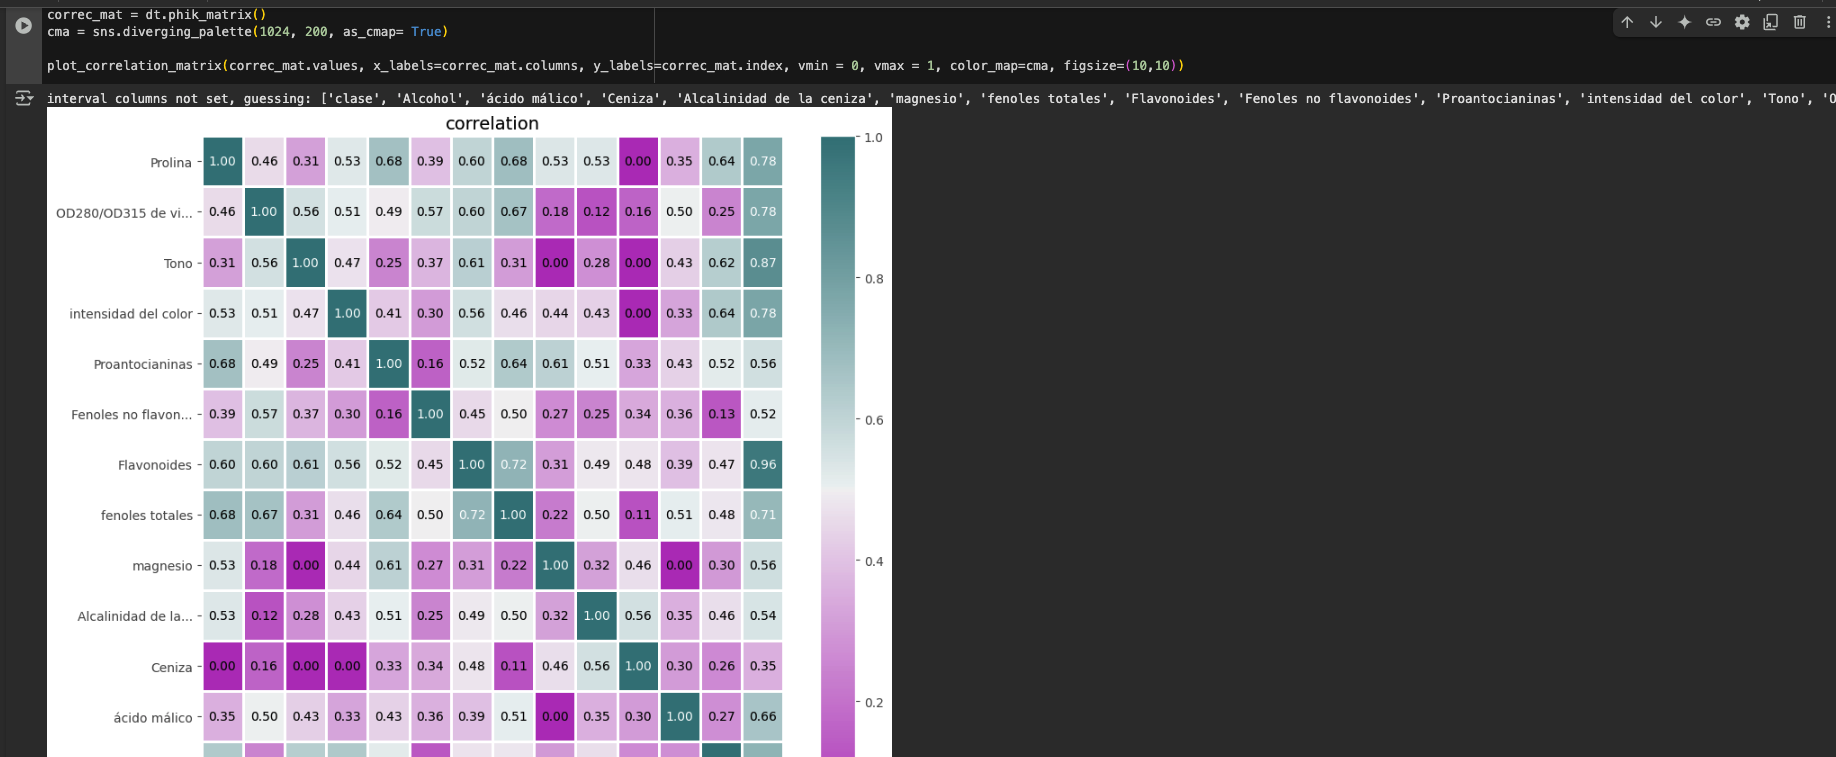 correc_mat = dt.phik_matrix()
cma = sns.diverging_palette(1024, 200, as_cmap= True)
plot_correlation_matrix(correc_mat.values, x_labels=correc_mat.columns, y_labels=correc_mat.index, vmin = 0, vmax = 1, color_map=cma, figsize=(10,10))
interval columns not set, guessing: ['clase', 'Alcohol', 'ácido málico', 'Ceniza', 'Alcalinidad de la ceniza', 'magnesio', 'fenoles totales', 'Flavonoides', 'Fenoles no flavonoides', 'Proantocianinas', 'intensidad del color', 'Tono', 'O
correlation
1.0
Prolina 1.00 0.46 0.31 0.53 0.68 0.39 0.60 0.68 0.53 0.53 0.00 0.35 0.64 0.78
OD280/OD315 de vi... 0.46 1.00 0.56 0.51 0.49 0.57 0.60 0.67 0.18 0.12 0.16 0.50 0.25 0.78
Tono 0.31 0.56 1.00 0.47 0.25 0.37 0.61 0.31 0.00 0.28 0.00 0.43 0.62 0.87
0.8
intensidad del color 0.53 0.51 0.47 1.00 0.41 0.30 0.56 0.46 0.44 0.43 0.00 0.33 0.64 0.78
Proantocianinas 0.68 0.49 0.25 0.41 1.00 0.16 0.52 0.64 0.61 0.51 0.33 0.43 0.52 0.56
Fenoles no flavon... 0.39 0.57 0.37 0.30 0.16 1.00 0.45 0.50 0.27 0.25 0.34 0.36 0.13 0.52
0.6
Flavonoides 0.60 0.60 0.61 0.56 0.52 0.45 1.00 0.72 0.31 0.49 0.48 0.39 0.47 0.96
fenoles totales 0.68 0.67 0.31 0.46 0.64 0.50 0.72 1.00 0.22 0.50 0.11 0.51 0.48 0.71
magnesio 0.53 0.18 0.00 0.44 0.61 0.27 0.31 0.22 1.00 0.32 0.46 0.00 0.30 0.56
0.4
Alcalinidad de la... 0.53 0.12 0.28 0.43 0.51 0.25 0.49 0.50 0.32 1.00 0.56 0.35 0.46 0.54
Ceniza 0.00 0.16 0.00 0.00 0.33 0.34 0.48 0.11 0.46 0.56 1.00 0.30 0.26 0.35
ácido málico 0.35 0.50 0.43 0.33 0.43 0.36 0.39 0.51 0.00 0.35 0.30 1.00 0.27 0.66
0.2